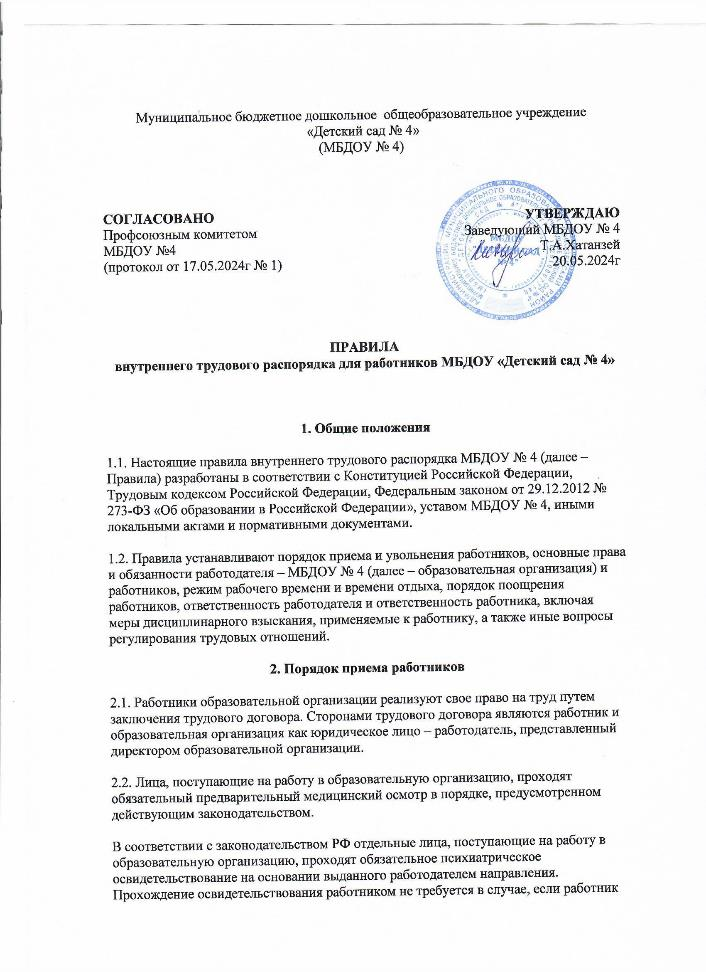 Муниципальное бюджетное дошкольное общеобразовательное учреждение
«Детский сад № 4»
(МБДОУ № 4)
СОГЛАСОВАНО
Профсоюзным комитетом
МБДОУ №4
(протокол от 17.05.2024г № 1)
УТВЕРЖДАЮ
Заведующий МБДОУ № 4
Т.А.Хатанзей
20.05.2024г
ПРАВИЛА
внутреннего трудового распорядка для работников МБДОУ «Детский сад № 4»
1. Общие положения
1.1. Настоящие правила внутреннего трудового распорядка МБДОУ № 4 (далее –
Правила) разработаны в соответствии с Конституцией Российской Федерации,
Трудовым кодексом Российской Федерации, Федеральным законом от 29.12.2012 №
273-ФЗ «Об образовании в Российской Федерации», уставом МБДОУ № 4, иными
локальными актами и нормативными документами.
1.2. Правила устанавливают порядок приема и увольнения работников, основные права
и обязанности работодателя – МБДОУ № 4 (далее – образовательная организация) и
работников, режим рабочего времени и времени отдыха, порядок поощрения
работников, ответственность работодателя и ответственность работника, включая
меры дисциплинарного взыскания, применяемые к работнику, а также иные вопросы
регулирования трудовых отношений.
2. Порядок приема работников
2.1. Работники образовательной организации реализуют свое право на труд путем
заключения трудового договора. Сторонами трудового договора являются работник и
образовательная организация как юридическое лицо – работодатель, представленный
директором образовательной организации.
2.2. Лица, поступающие на работу в образовательную организацию, проходят
обязательный предварительный медицинский осмотр в порядке, предусмотренном
действующим законодательством.
В соответствии с законодательством РФ отдельные лица, поступающие на работу в
образовательную организацию, проходят обязательное психиатрическое
освидетельствование на основании выданного работодателем направления.
Прохождение освидетельствования работником не требуется в случае, если работник